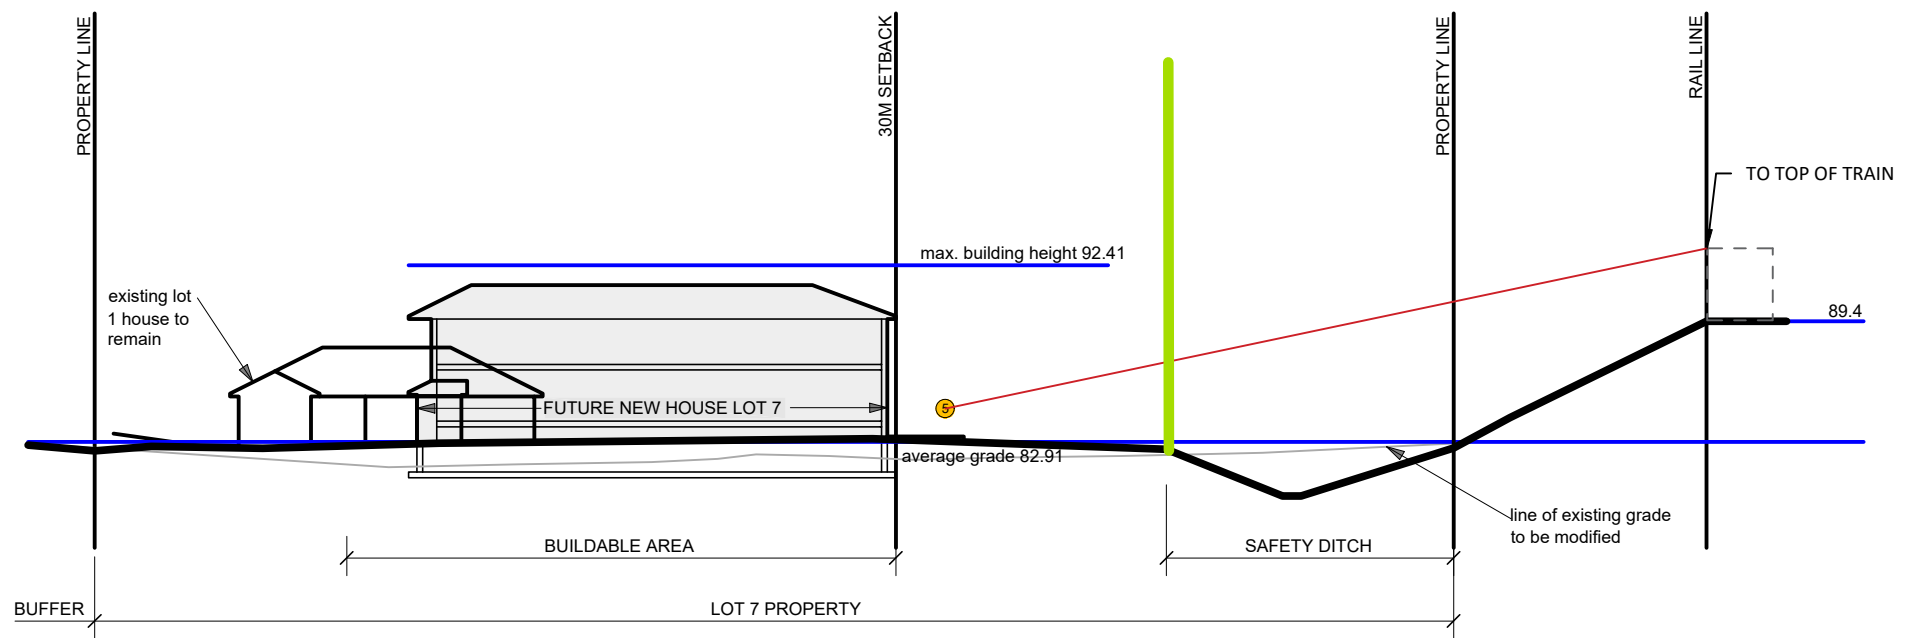 PROPERTY LINE
30M SETBACK
PROPERTY LINE
RAIL LINE
TO TOP OF TRAIN
max. building height 92.41
existing lot
1 house to
remain
89.4
FUTURE NEW HOUSE LOT 7
5
average grade 82.91
line of existing grade
to be modified
BUILDABLE AREA
SAFETY DITCH
BUFFER
LOT 7 PROPERTY